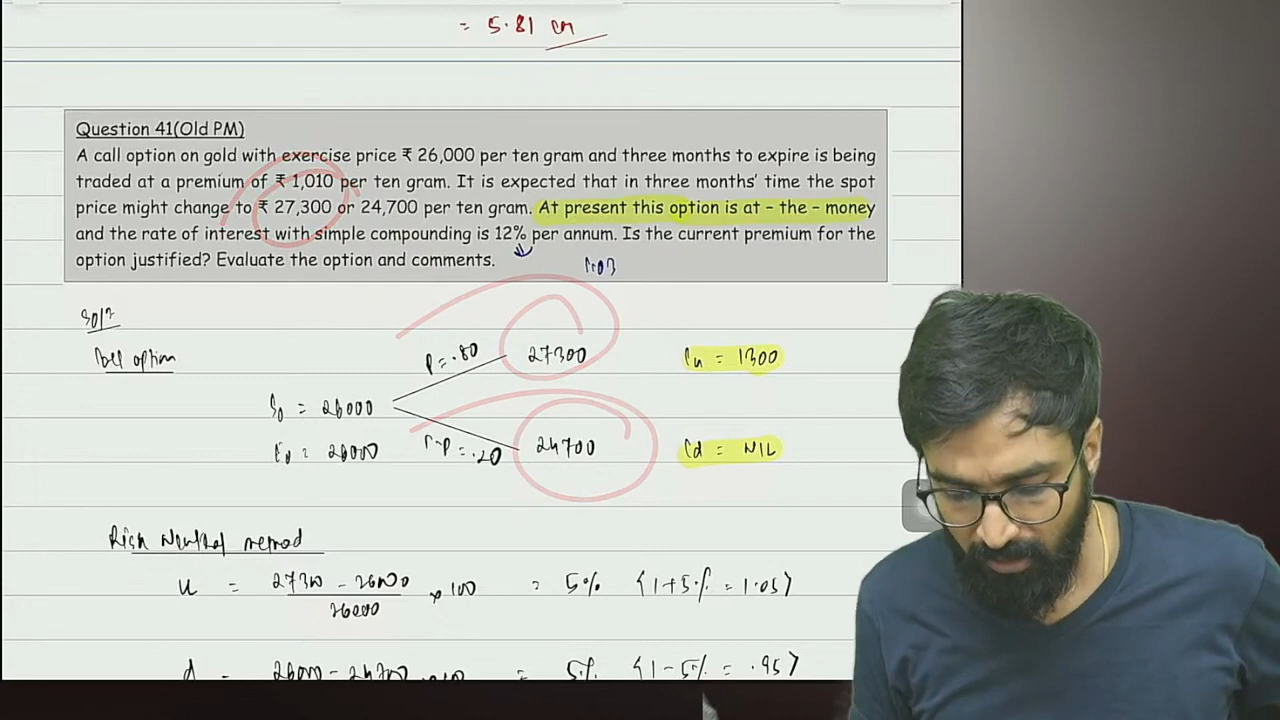 = 5.81 cr
Question 41(Old PM)
A call option on gold with exercise price ₹ 26,000 per ten gram and three months to expire is being
traded at a premium of ₹ 1,010 per ten gram. It is expected that in three months' time the spot
price might change to ₹ 27,300 or 24,700 per ten gram. At present this option is at – the – money
and the rate of interest with simple compounding is 12% per annum. Is the current premium for the
option justified? Evaluate the option and comments.
1.03
Soln
Call option
P = .80
27300
Cu = 1300
S0 = 26000
E0 = 26000
1-P = .20
24700
Cd = NIL
Risk Neutral method
u = 27300 - 26000 / 26000 × 100 = 5% {1+5% = 1.05}
d = 26000 - 24700 = 5% {1-5% = .95}